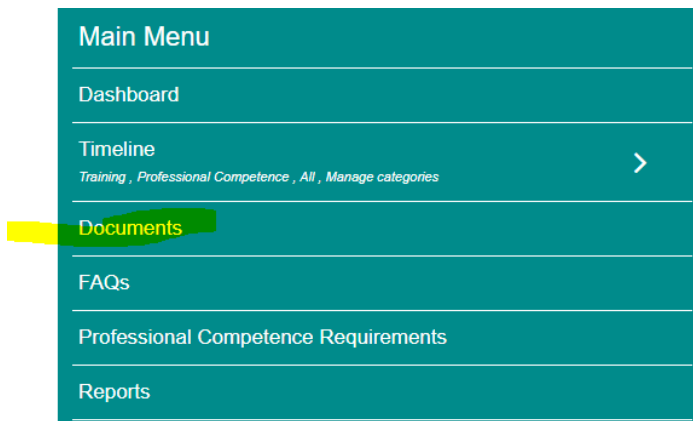 Main Menu
Dashboard
Timeline
Training , Professional Competence , All , Manage categories
Documents
FAQs
Professional Competence Requirements
Reports